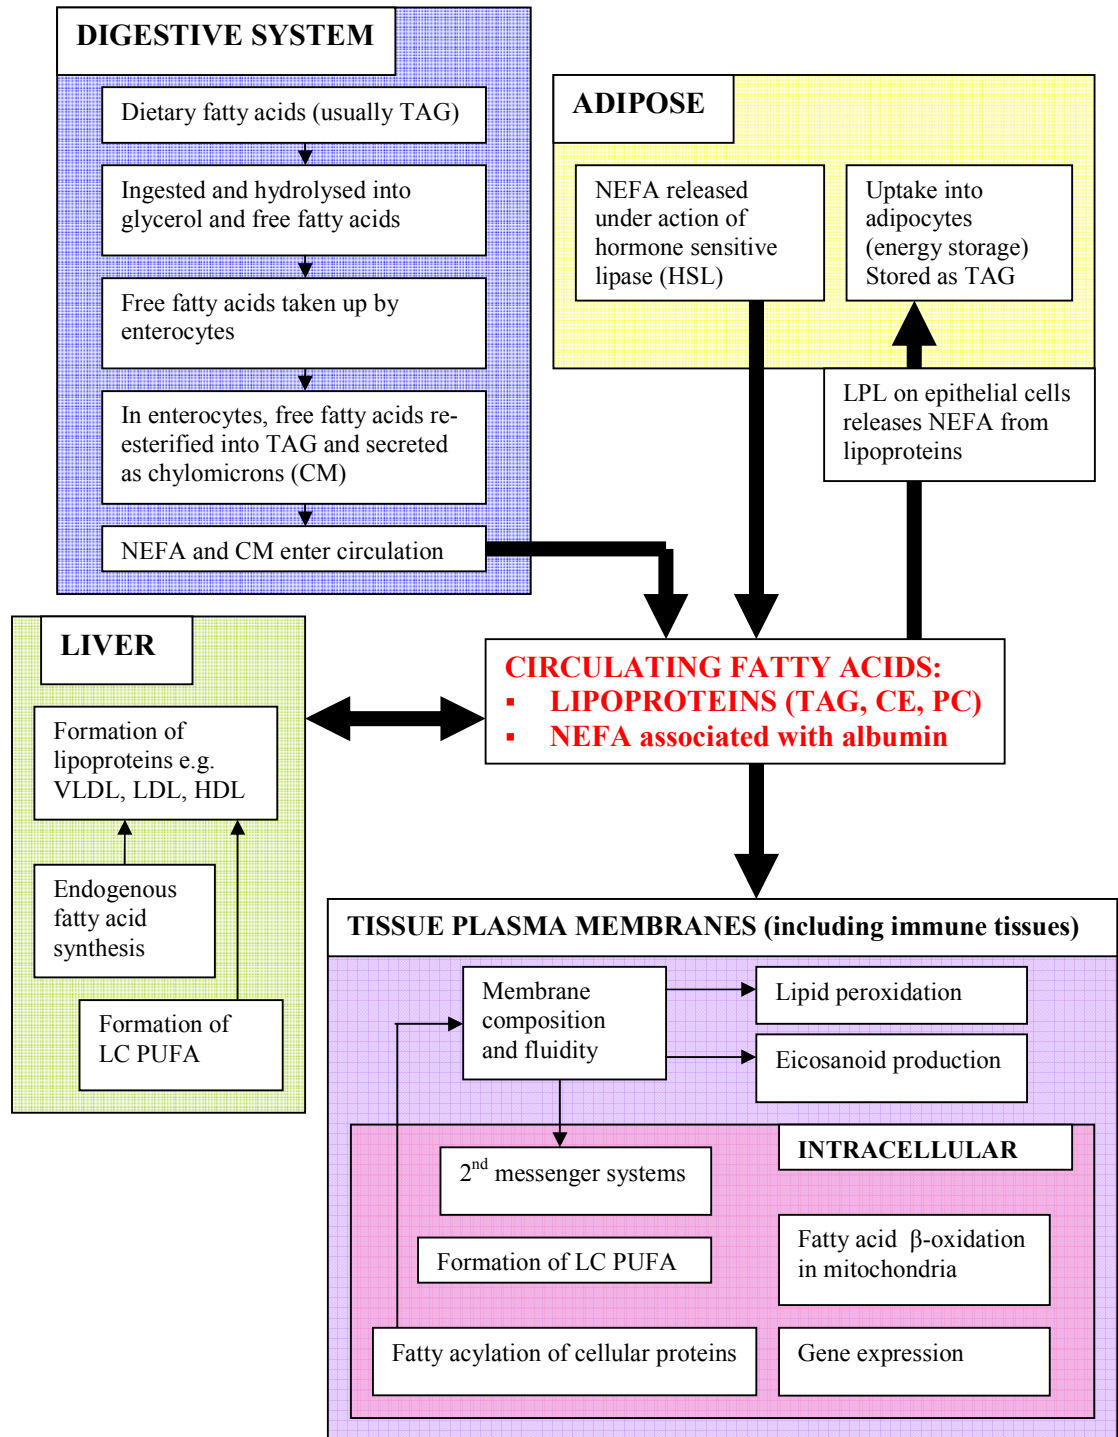 DIGESTIVE SYSTEM
Dietary fatty acids (usually TAG)
Ingested and hydrolysed into
glycerol and free fatty acids
Free fatty acids taken up by
enterocytes
In enterocytes, free fatty acids re-
esterified into TAG and secreted
as chylomicrons (CM)
NEFA and CM enter circulation
ADIPOSE
NEFA released
under action of
hormone sensitive
lipase (HSL)
Uptake into
adipocytes
(energy storage)
Stored as TAG
LPL on epithelial cells
releases NEFA from
lipoproteins
LIVER
Formation of
lipoproteins e.g.
VLDL, LDL, HDL
Endogenous
fatty acid
synthesis
Formation of
LC PUFA
CIRCULATING FATTY ACIDS:
▪ LIPOPROTEINS (TAG, CE, PC)
▪ NEFA associated with albumin
TISSUE PLASMA MEMBRANES (including immune tissues)
Membrane
composition
and fluidity
Lipid peroxidation
Eicosanoid production
INTRACELLULAR
2nd messenger systems
Formation of LC PUFA
Fatty acid β-oxidation
in mitochondria
Fatty acylation of cellular proteins
Gene expression